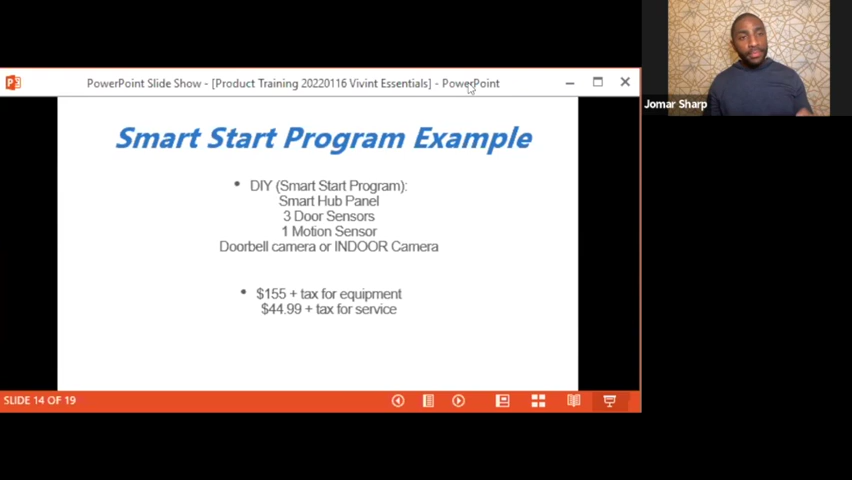 PowerPoint Slide Show - [Product Training 20220116 Vivint Essentials] - PowerPoint
Jomar Sharp
Smart Start Program Example
• DIY (Smart Start Program):
Smart Hub Panel
3 Door Sensors
1 Motion Sensor
Doorbell camera or INDOOR Camera
• $155 + tax for equipment
$44.99 + tax for service
SLIDE 14 OF 19